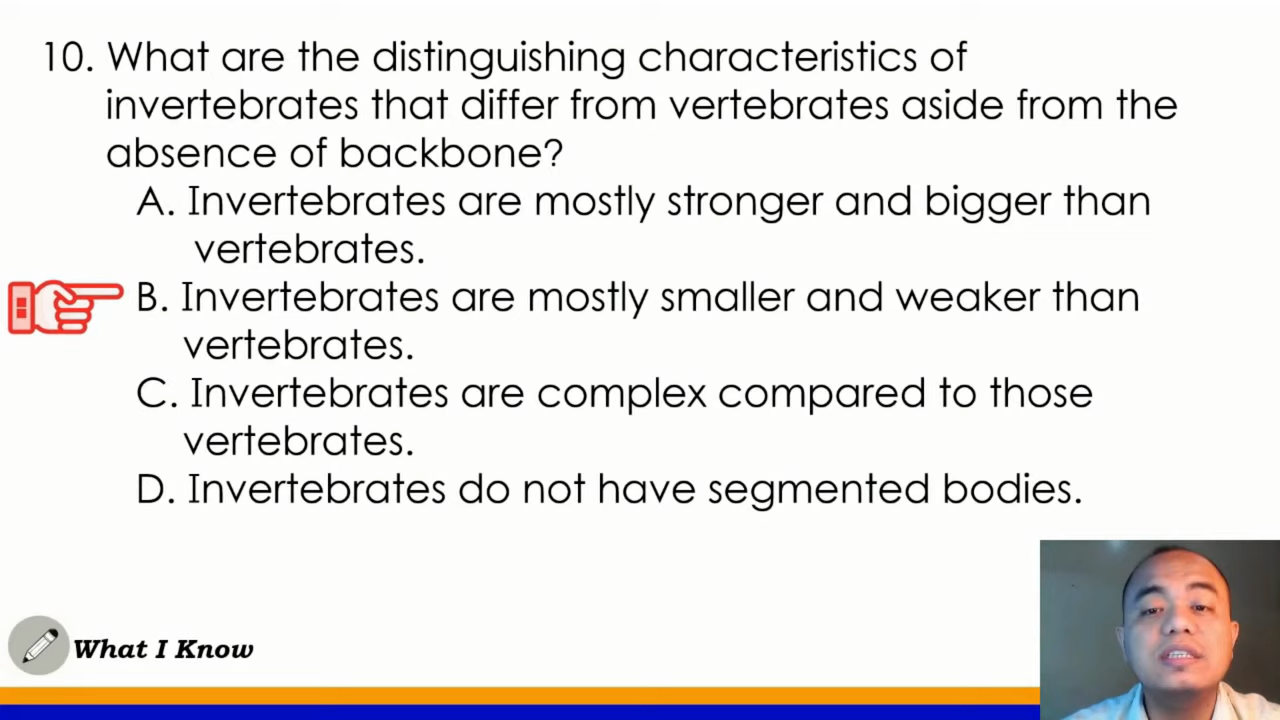 10. What are the distinguishing characteristics of
invertebrates that differ from vertebrates aside from the
absence of backbone?
A. Invertebrates are mostly stronger and bigger than
vertebrates.
B. Invertebrates are mostly smaller and weaker than
vertebrates.
C. Invertebrates are complex compared to those
vertebrates.
D. Invertebrates do not have segmented bodies.
What I Know